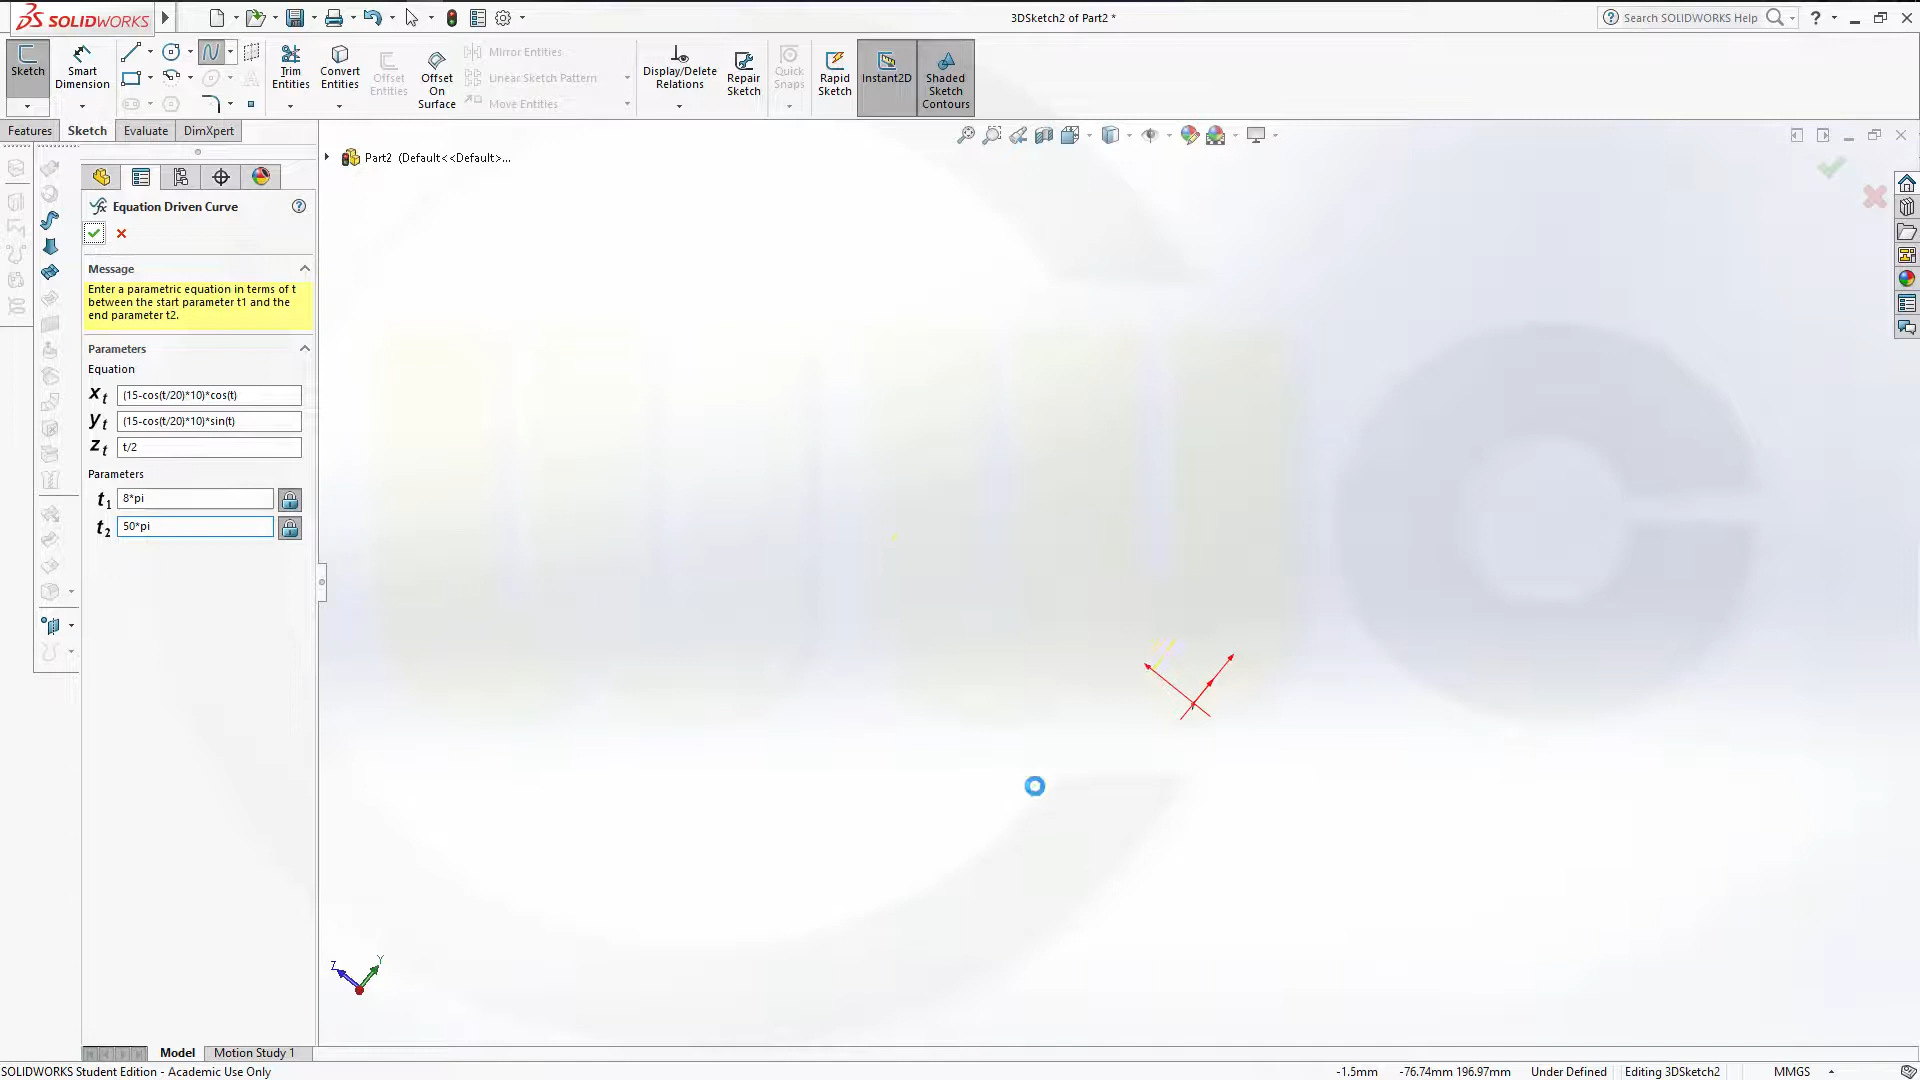 SOLIDWORKS
3DSketch2 of Part2 *
Search SOLIDWORKS Help
?
Sketch
Smart Dimension
Trim Entities
Convert Entities
Offset Entities
Offset On Surface
Mirror Entities
Linear Sketch Pattern
Move Entities
Display/Delete Relations
Repair Sketch
Quick Snaps
Rapid Sketch
Instant2D
Shaded Sketch Contours
Features
Sketch
Evaluate
DimXpert
Part2 (Default<<Default>...
Equation Driven Curve
Message
Enter a parametric equation in terms of t
between the start parameter t1 and the
end parameter t2.
Parameters
Equation
Xt (15-cos(t/20)*10)*cos(t)
yt (15-cos(t/20)*10)*sin(t)
Zt t/2
Parameters
t1 8*pi
t2 50*pi
Z
Y
Model
Motion Study 1
SOLIDWORKS Student Edition - Academic Use Only
-1.5mm
-76.74mm 196.97mm
Under Defined
Editing 3DSketch2
MMGS